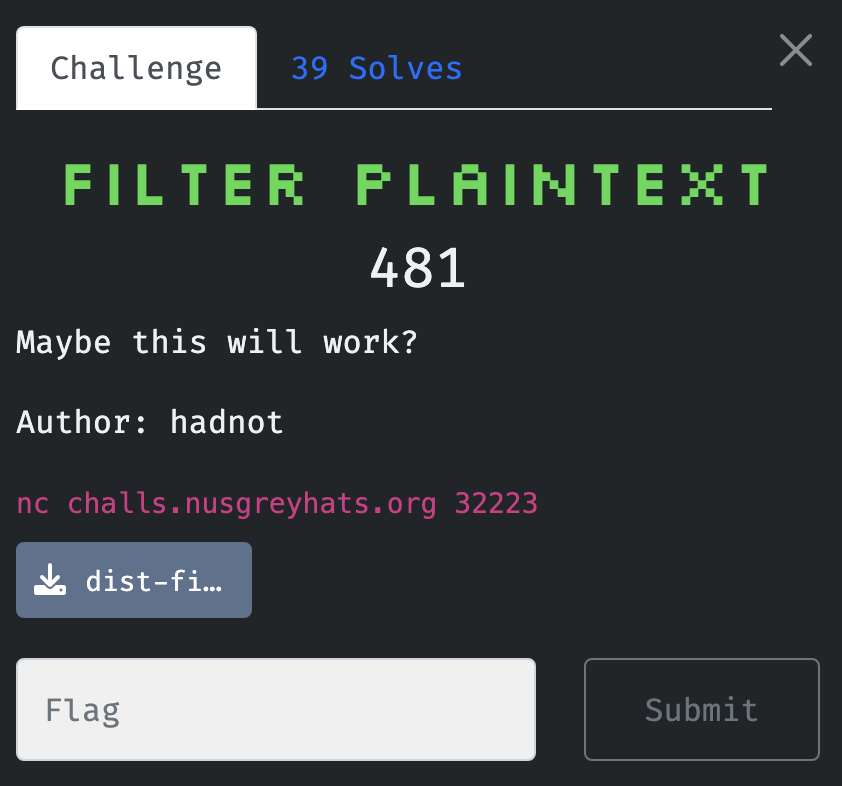 Challenge
39 Solves
FILTER PLAINTEXT
481
Maybe this will work?
Author: hadnot
nc challs.nusgreyhats.org 32223
dist-fi…
Flag
Submit